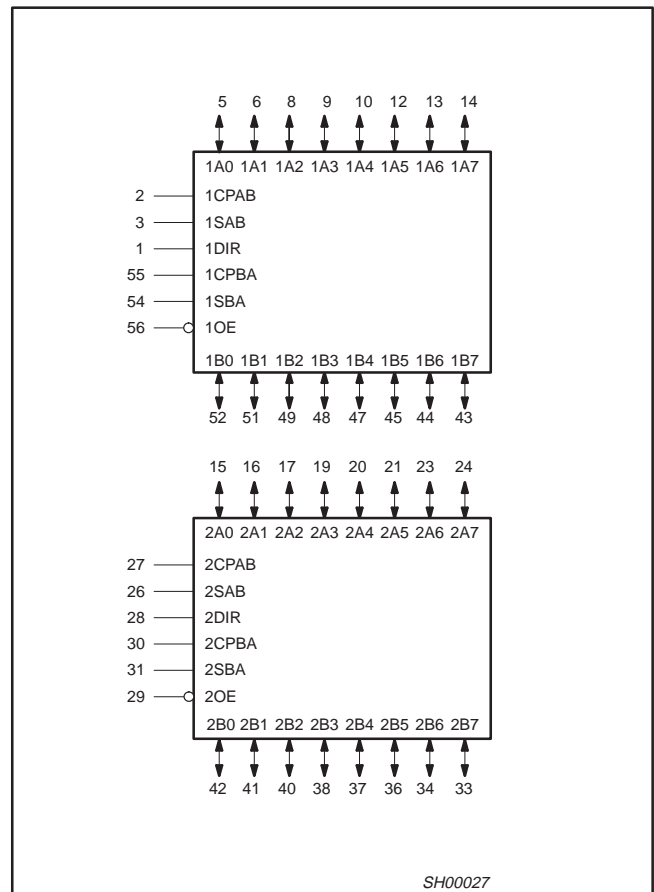 5 6 8 9 10 12 13 14
1A0 1A1 1A2 1A3 1A4 1A5 1A6 1A7
2 1CPAB
3 1SAB
1 1DIR
55 1CPBA
54 1SBA
56 1OE
1B0 1B1 1B2 1B3 1B4 1B5 1B6 1B7
52 51 49 48 47 45 44 43
15 16 17 19 20 21 23 24
2A0 2A1 2A2 2A3 2A4 2A5 2A6 2A7
27 2CPAB
26 2SAB
28 2DIR
30 2CPBA
31 2SBA
29 2OE
2B0 2B1 2B2 2B3 2B4 2B5 2B6 2B7
42 41 40 38 37 36 34 33
SH00027